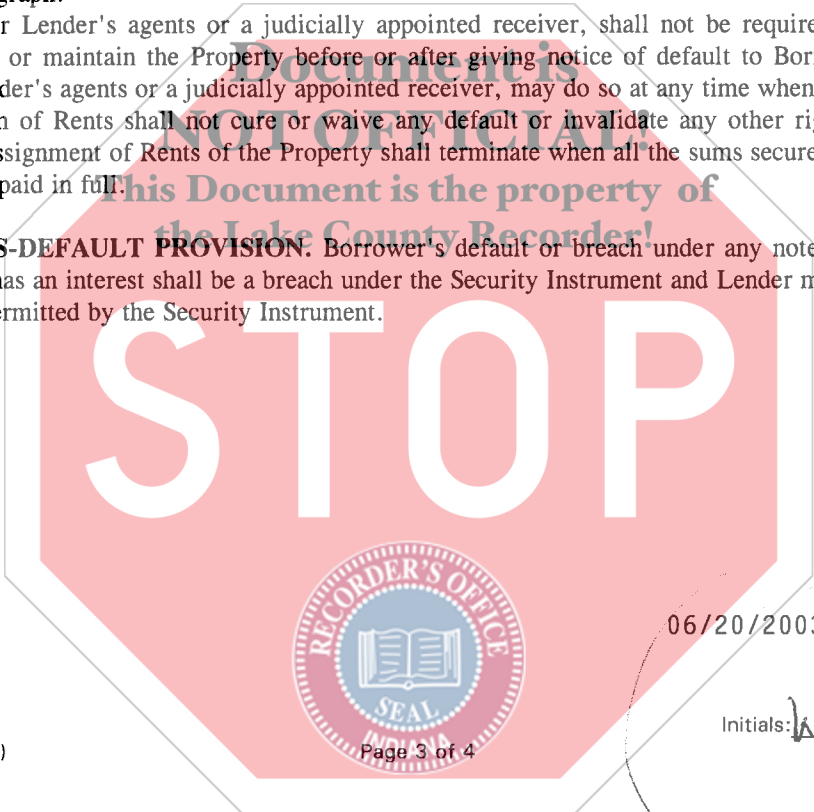 r Lender's agents or a judicially appointed receiver, shall not be require
or maintain the Property before or after giving notice of default to Bor
der's agents or a judicially appointed receiver, may do so at any time when
n of Rents shall not cure or waive any default or invalidate any other rig
ssignment of Rents of the Property shall terminate when all the sums secure
paid in full.
S-DEFAULT PROVISION. Borrower's default or breach under any note
has an interest shall be a breach under the Security Instrument and Lender m
ermitted by the Security Instrument.
Document is
NOT OFFICIAL!
This Document is the property of
the Lake County Recorder!
STOP
RECORDER'S OFFICE
SEAL
INDIANA
06/20/2003
Initials:
)
Page 3 of 4